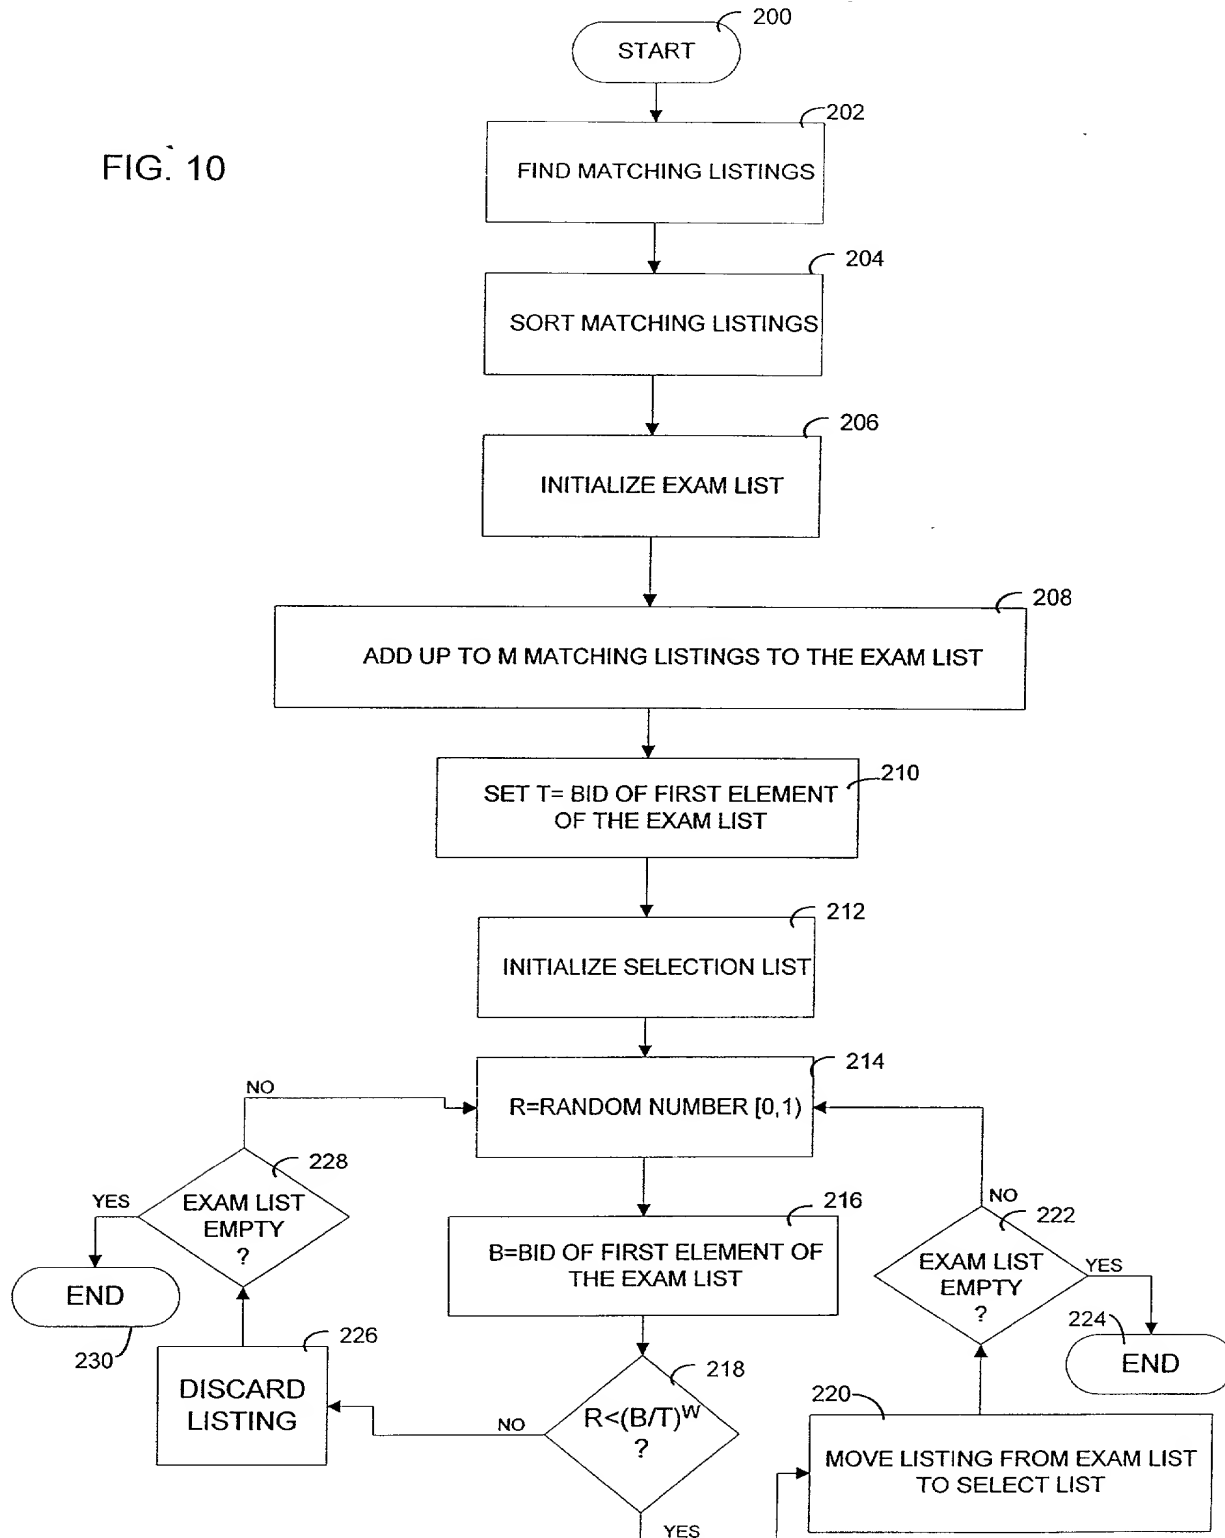 200
START
FIG. 10
202
FIND MATCHING LISTINGS
204
SORT MATCHING LISTINGS
206
INITIALIZE EXAM LIST
208
ADD UP TO M MATCHING LISTINGS TO THE EXAM LIST
210
SET T= BID OF FIRST ELEMENT
OF THE EXAM LIST
212
INITIALIZE SELECTION LIST
214
R=RANDOM NUMBER [0,1)
NO
228
EXAM LIST
EMPTY
?
YES
END
230
216
B=BID OF FIRST ELEMENT OF
THE EXAM LIST
NO
222
EXAM LIST
EMPTY
?
YES
224
END
226
DISCARD
LISTING
218
R<(B/T)^W
?
NO
YES
220
MOVE LISTING FROM EXAM LIST
TO SELECT LIST